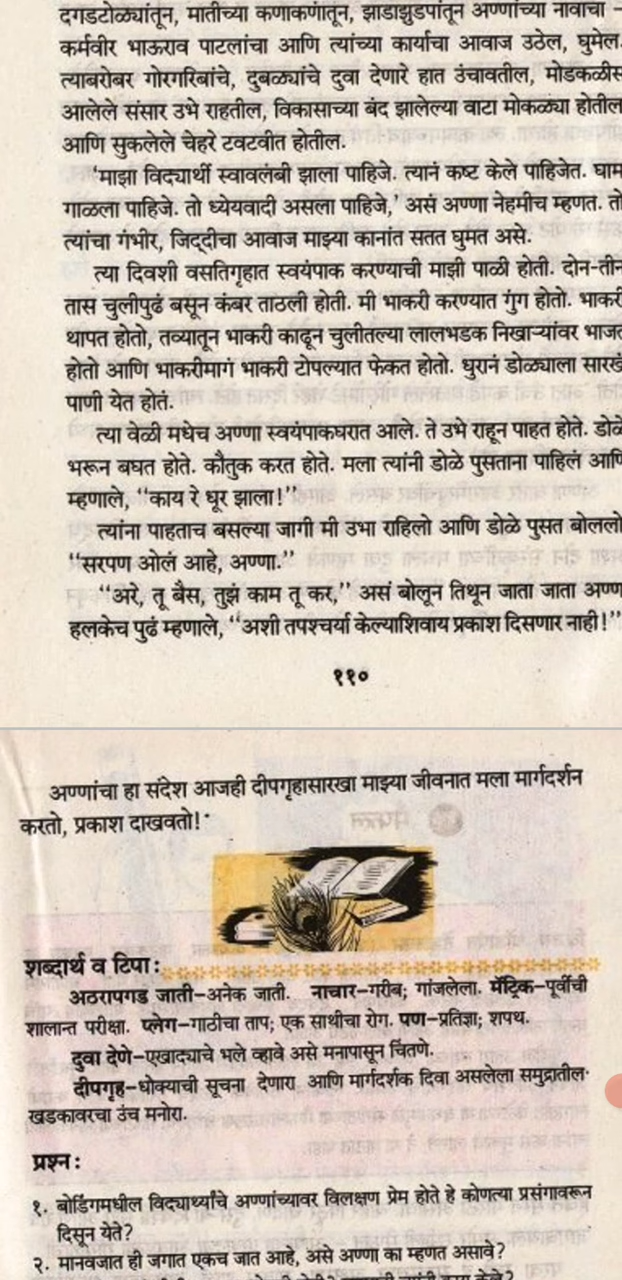 दगडटोळ्यांतून, मातीच्या कणाकणातून, झाडाझुडपांतून अण्णांच्या नावाचा –
कर्मवीर भाऊराव पाटलांचा आणि त्यांच्या कार्याचा आवाज उठेल, घुमेल.
त्याबरोबर गोरगरिबांचे, दुबळ्यांचे दुवा देणारे हात उंचावतील, मोडकळीस
आलेले संसार उभे राहतील, विकासाच्या बंद झालेल्या वाटा मोकळ्या होतील
आणि सुकलेले चेहरे टवटवीत होतील.
'माझा विद्यार्थी स्वावलंबी झाला पाहिजे. त्यानं कष्ट केले पाहिजेत. घाम
गाळला पाहिजे. तो ध्येयवादी असला पाहिजे,' असं अण्णा नेहमीच म्हणत. तो
त्यांचा गंभीर, जिद्दीचा आवाज माझ्या कानांत सतत घुमत असे.
त्या दिवशी वसतिगृहात स्वयंपाक करण्याची माझी पाळी होती. दोन-तीन
तास चुलीपुढं बसून कंबर ताठली होती. मी भाकरी करण्यात गुंग होतो. भाकरी
थापत होतो, तव्यातून भाकरी काढून चुलीतल्या लालभडक निखाऱ्यांवर भाजत
होतो आणि भाकरीमागं भाकरी टोपल्यात फेकत होतो. धुरानं डोळ्याला सारखं
पाणी येत होतं.
त्या वेळी मधेच अण्णा स्वयंपाकघरात आले. ते उभे राहून पाहत होते. डोळे
भरून बघत होते. कौतुक करत होते. मला त्यांनी डोळे पुसताना पाहिलं आणि
म्हणाले, "काय रे धूर झाला!"
त्यांना पाहताच बसल्या जागी मी उभा राहिलो आणि डोळे पुसत बोललो
"सरपण ओलं आहे, अण्णा."
"अरे, तू बैस, तुझं काम तू कर," असं बोलून तिथून जाता जाता अण्णा
हलकेच पुढं म्हणाले, "अशी तपश्चर्या केल्याशिवाय प्रकाश दिसणार नाही!"
११०
अण्णांचा हा संदेश आजही दीपगृहासारखा माझ्या जीवनात मला मार्गदर्शन
करतो, प्रकाश दाखवतो!
शब्दार्थ व टिपा:
अठरापगड जाती–अनेक जाती. नाचार–गरीब; गांजलेला. मॅट्रिक–पूर्वीची
शालान्त परीक्षा. प्लेग–गाठीचा ताप; एक साथीचा रोग. पण–प्रतिज्ञा; शपथ.
दुवा देणे–एखाद्याचे भले व्हावे असे मनापासून चिंतणे.
दीपगृह–धोक्याची सूचना देणारा आणि मार्गदर्शक दिवा असलेला समुद्रातील
खडकावरचा उंच मनोरा.
प्रश्न:
१. बोर्डिंगमधील विद्यार्थ्यांचे अण्णांच्यावर विलक्षण प्रेम होते हे कोणत्या प्रसंगावरून
दिसून येते?
२. मानवजात ही जगात एकच जात आहे, असे अण्णा का म्हणत असावे?